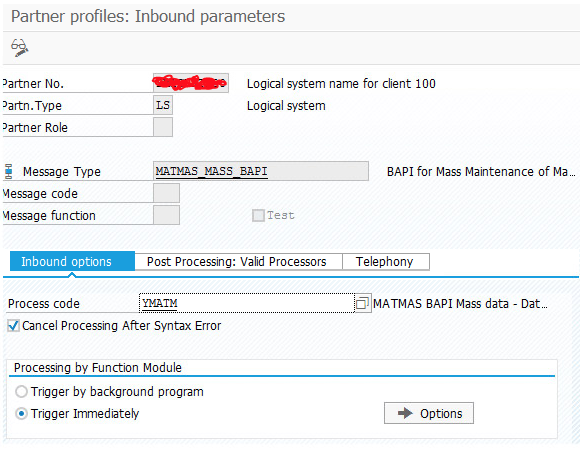 Partner profiles: Inbound parameters
Partner No. Logical system name for client 100
Partn.Type LS Logical system
Partner Role
Message Type MATMAS_MASS_BAPI BAPI for Mass Maintenance of Ma...
Message code
Message function Test
Inbound options Post Processing: Valid Processors Telephony
Process code YMATM MATMAS BAPI Mass data - Dat...
Cancel Processing After Syntax Error
Processing by Function Module
Trigger by background program
Trigger Immediately Options